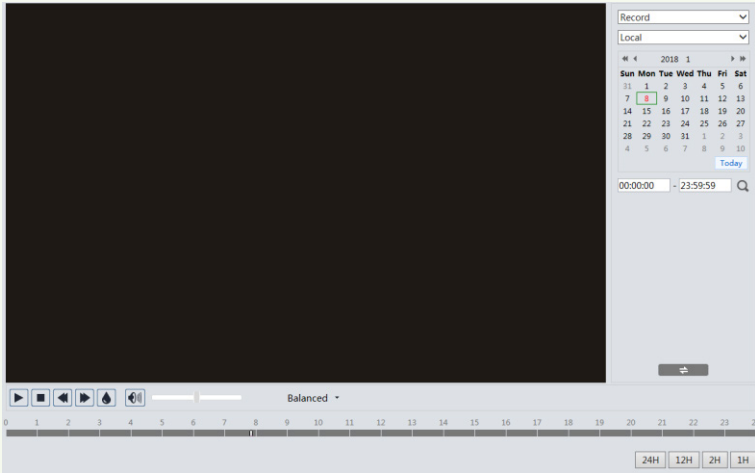 Record
Local
2018 1
Sun Mon Tue Wed Thu Fri Sat
31 1 2 3 4 5 6
7 8 9 10 11 12 13
14 15 16 17 18 19 20
21 22 23 24 25 26 27
28 29 30 31 1 2 3
4 5 6 7 8 9 10
Today
00:00:00 - 23:59:59
Balanced
0 1 2 3 4 5 6 7 8 9 10 11 12 13 14 15 16 17 18 19 20 21 22 23
24H 12H 2H 1H